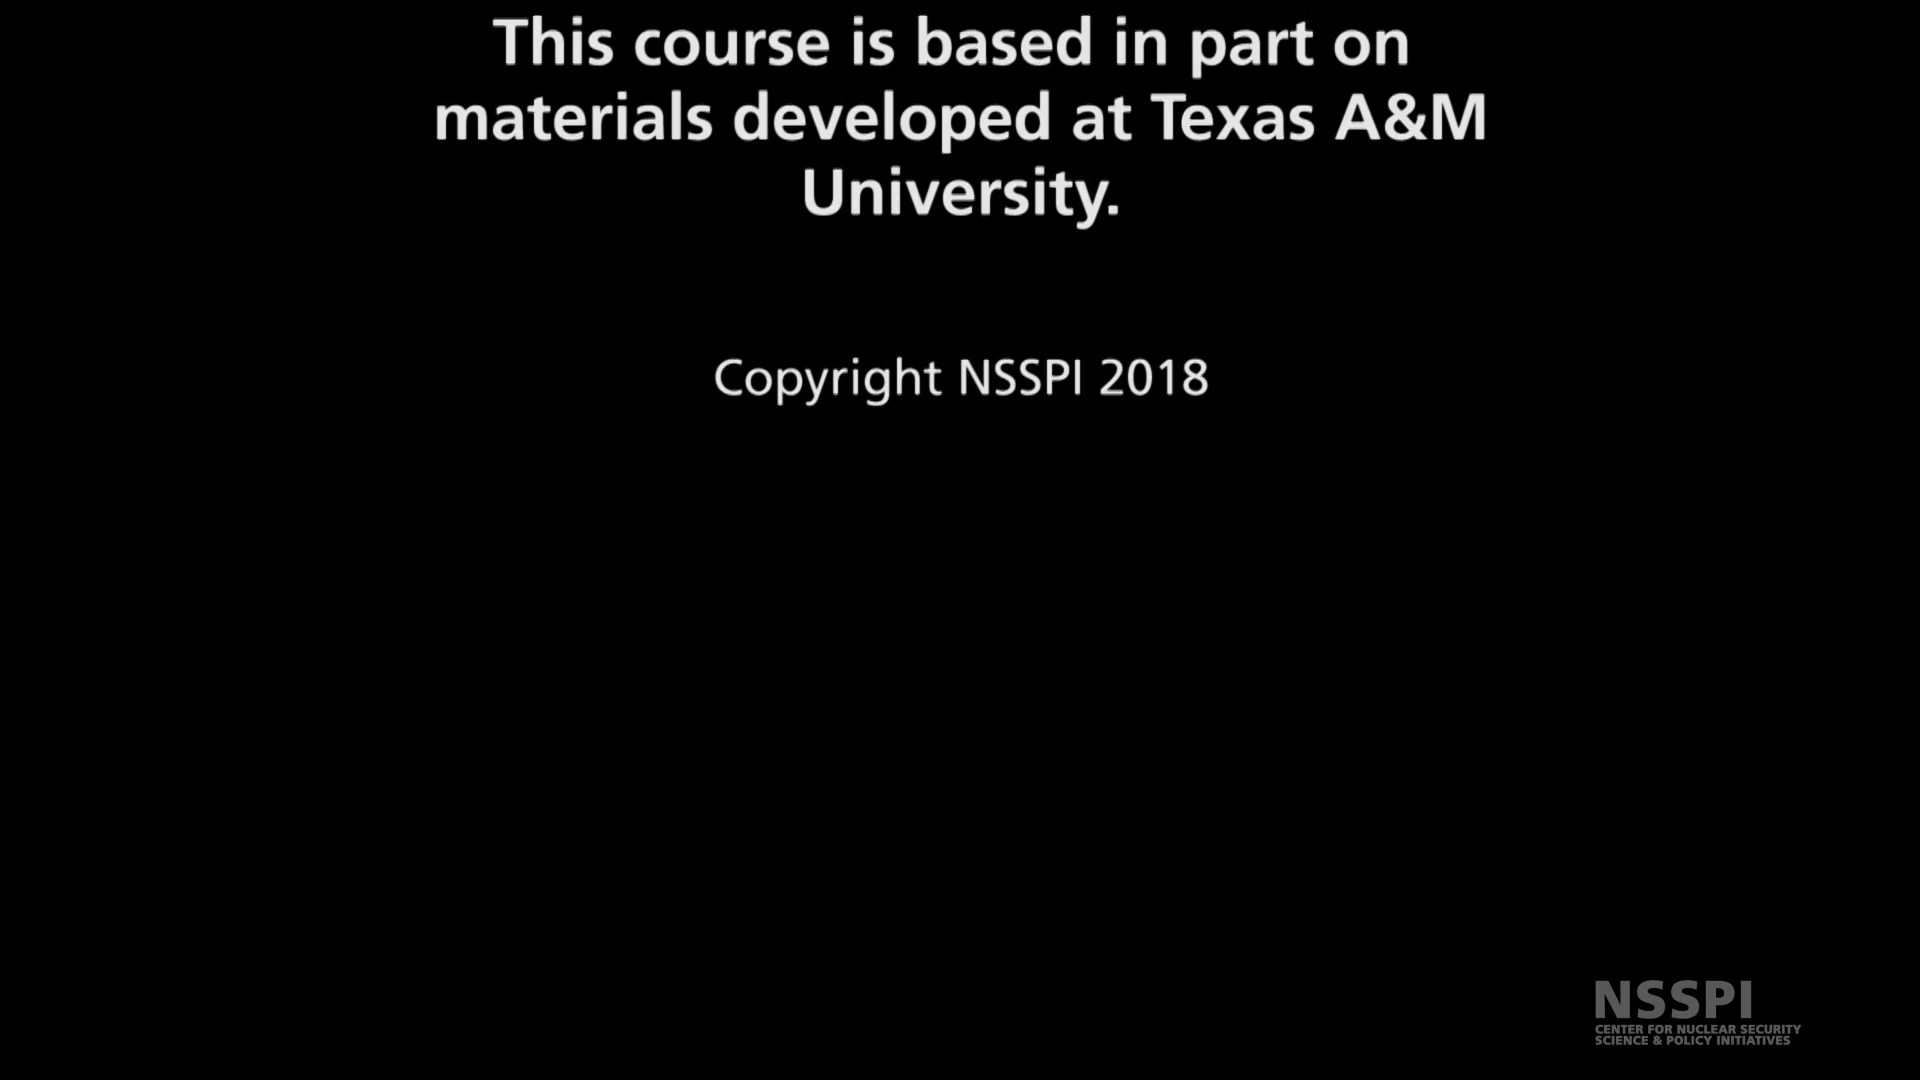 This course is based in part on
materials developed at Texas A&M
University.
Copyright NSSPI 2018
NSSPI
CENTER FOR NUCLEAR SECURITY
SCIENCE & POLICY INITIATIVES